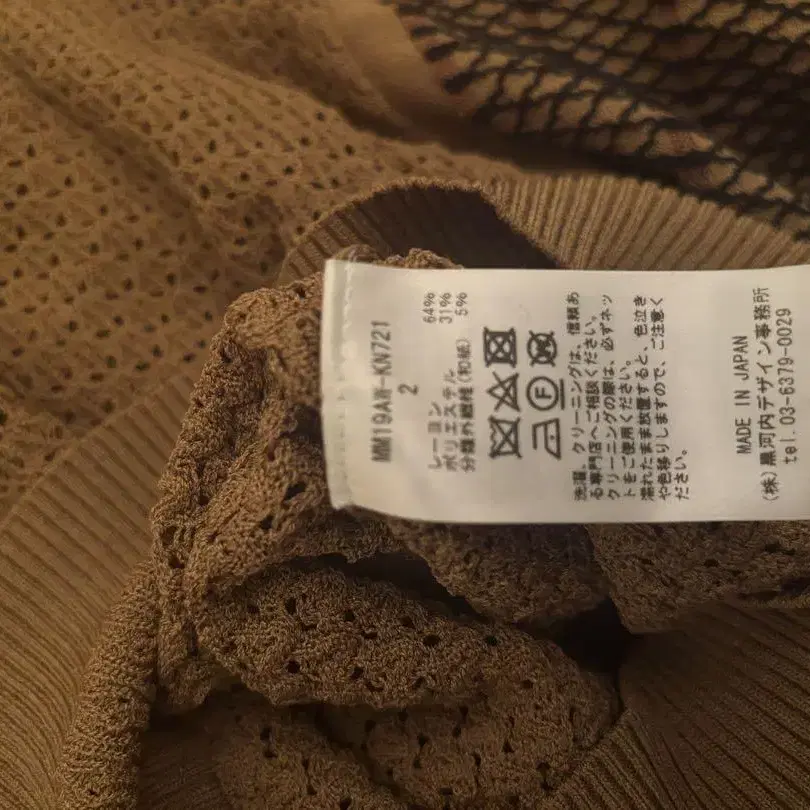 MM19AW-KN721
2
レーヨン 64%
ポリエステル 31%
分類外繊維(和紙) 5%
F
洗濯、クリーニングは、信頼あ
る専門店へご相談ください。
クリーニングの際は、必ずネッ
トをご使用ください。
濡れたまま放置すると、色泣き
や色移りしますので、ご注意く
ださい。
MADE IN JAPAN
(株)黒河内デザイン事務所
tel.03-6379-0029